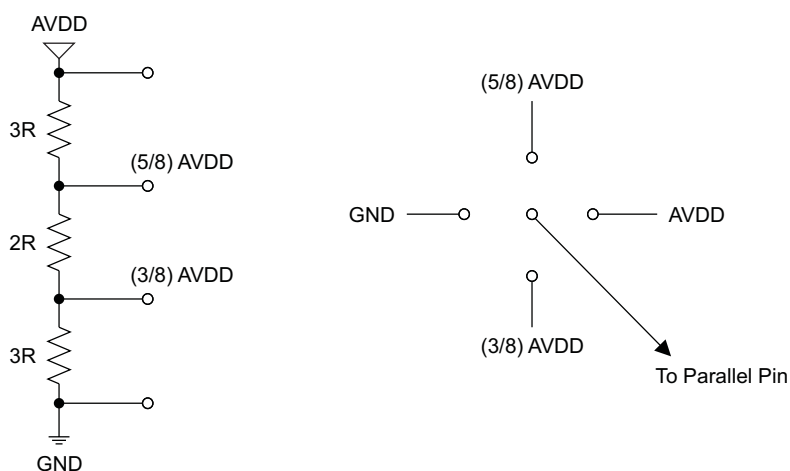 AVDD
3R
(5/8) AVDD
2R
(3/8) AVDD
3R
GND
(5/8) AVDD
GND
AVDD
(3/8) AVDD
To Parallel Pin